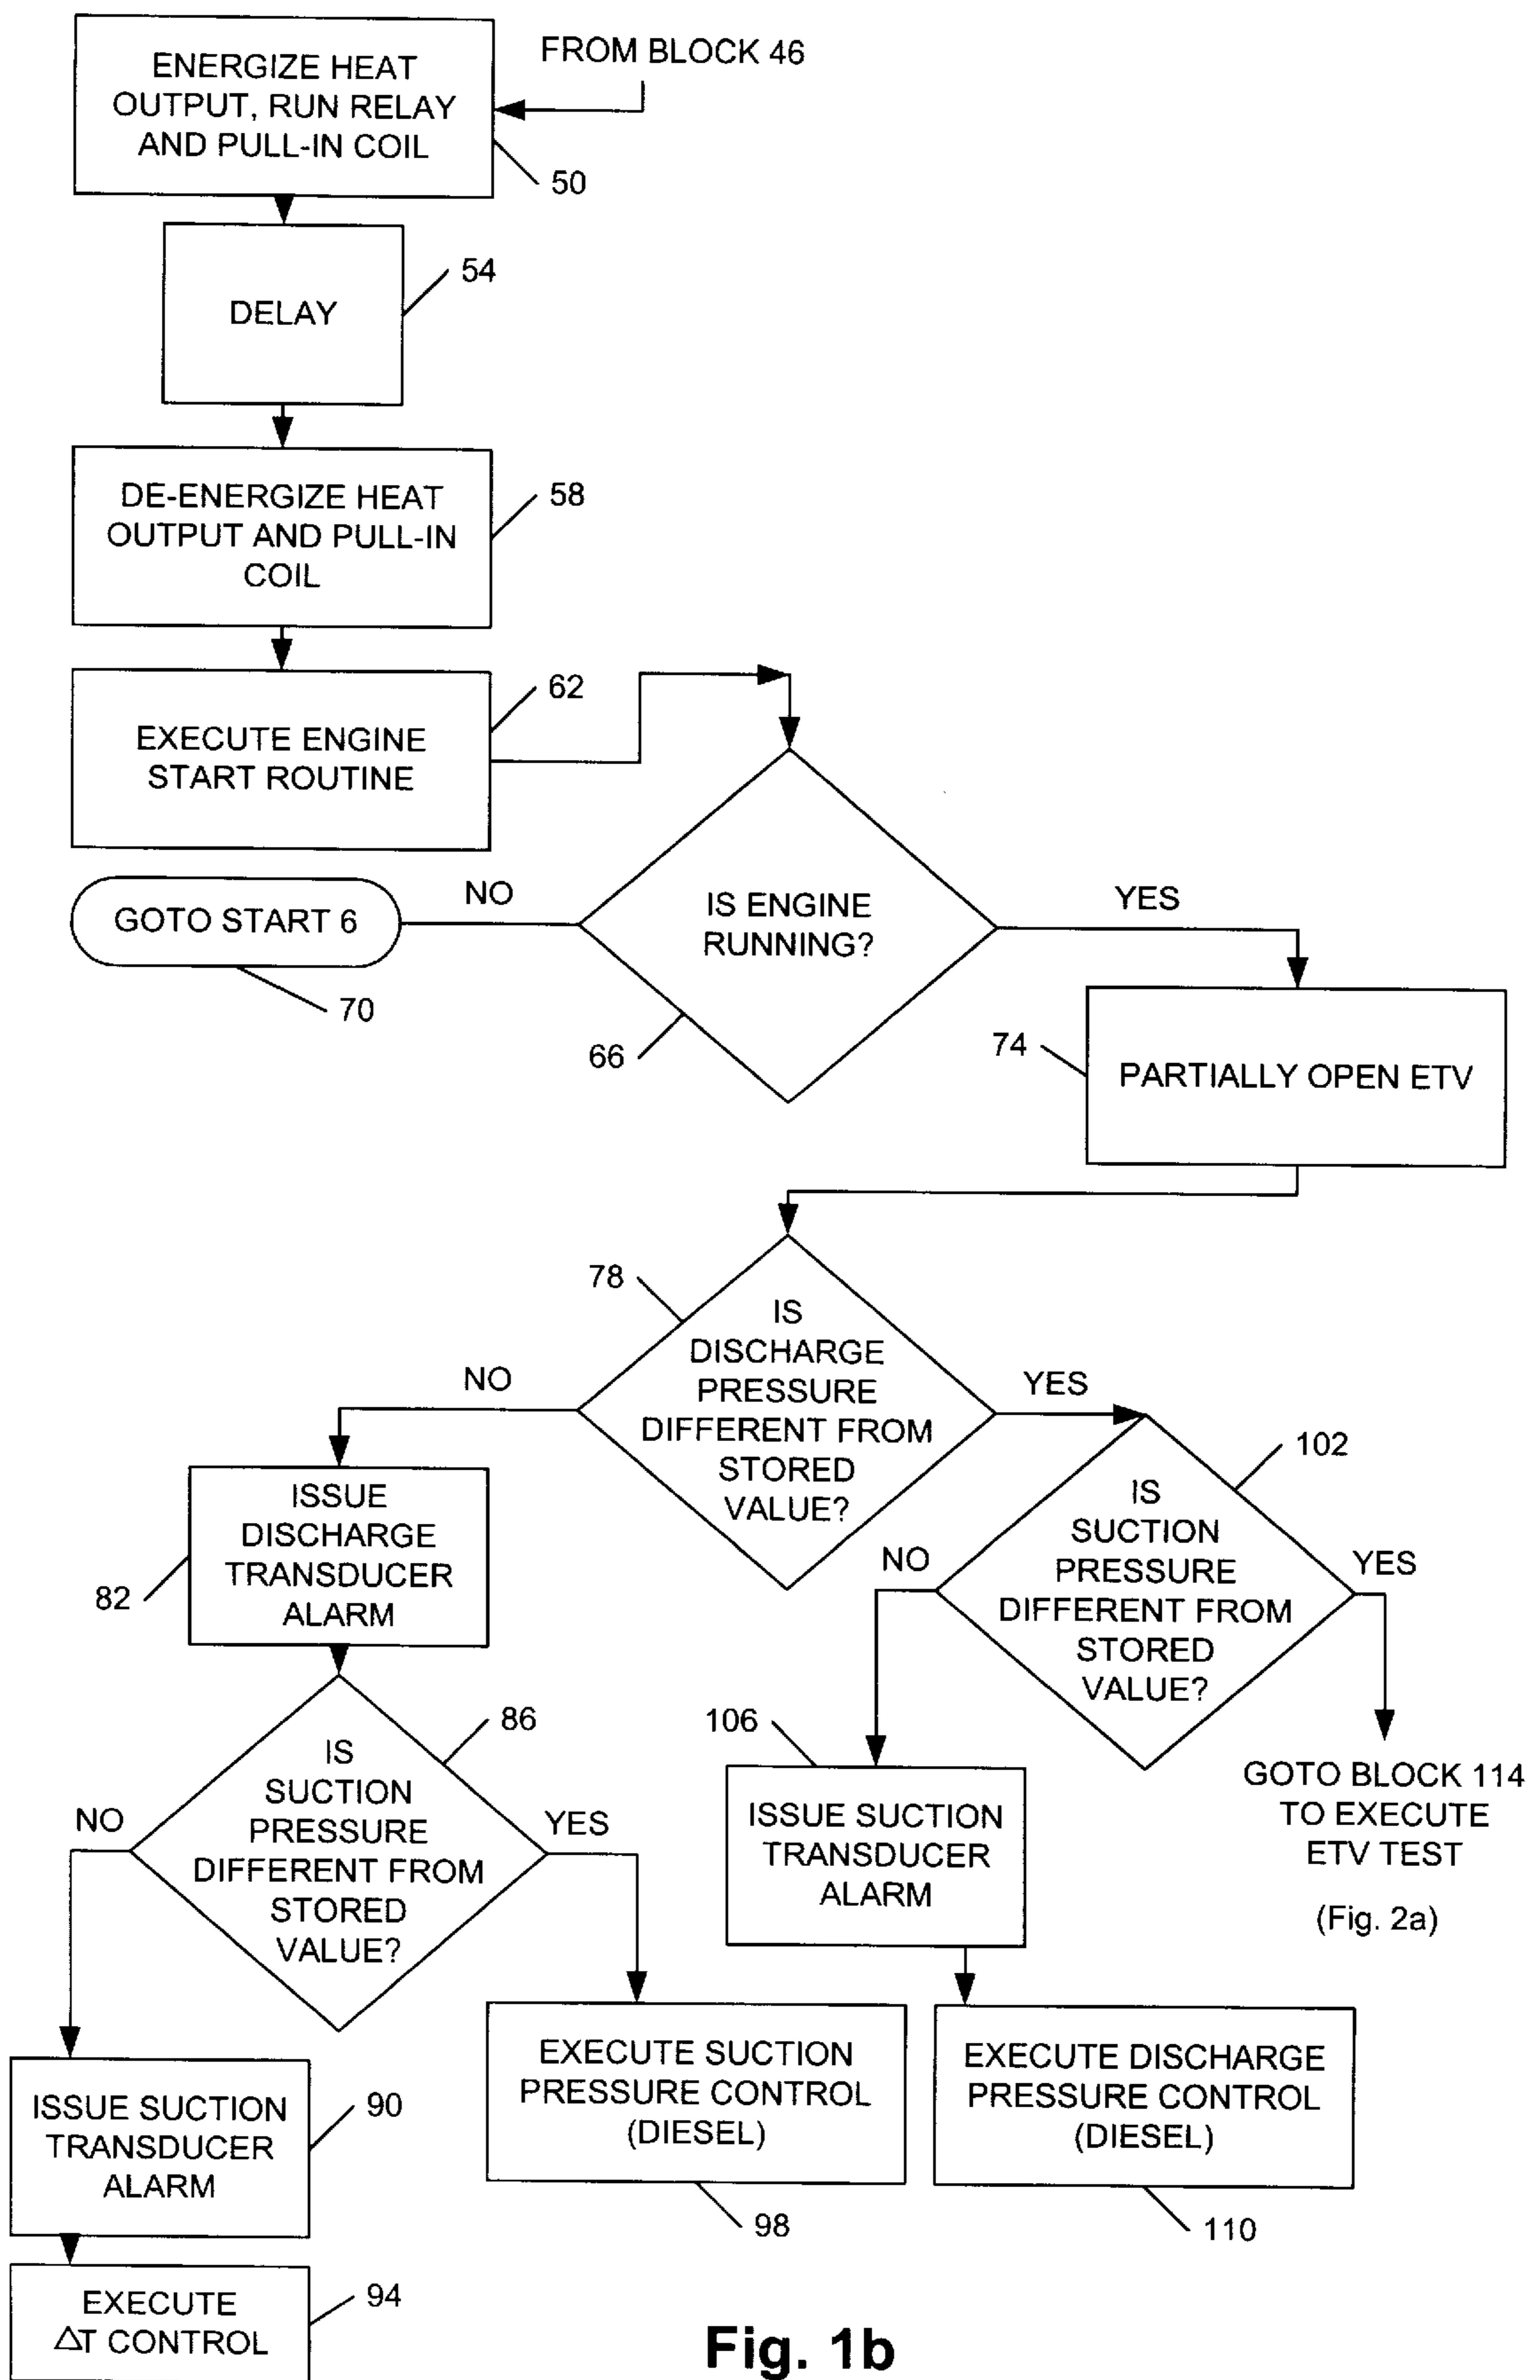 ENERGIZE HEAT
OUTPUT, RUN RELAY
AND PULL-IN COIL
FROM BLOCK 46
50
DELAY
54
DE-ENERGIZE HEAT
OUTPUT AND PULL-IN
COIL
58
EXECUTE ENGINE
START ROUTINE
62
GOTO START 6
70
NO
IS ENGINE
RUNNING?
66
YES
74
PARTIALLY OPEN ETV
78
IS
DISCHARGE
PRESSURE
DIFFERENT FROM
STORED
VALUE?
NO
YES
ISSUE
DISCHARGE
TRANSDUCER
ALARM
82
102
IS
SUCTION
PRESSURE
DIFFERENT FROM
STORED
VALUE?
NO
YES
86
IS
SUCTION
PRESSURE
DIFFERENT FROM
STORED
VALUE?
NO
YES
106
ISSUE SUCTION
TRANSDUCER
ALARM
GOTO BLOCK 114
TO EXECUTE
ETV TEST
(Fig. 2a)
ISSUE SUCTION
TRANSDUCER
ALARM
90
EXECUTE SUCTION
PRESSURE CONTROL
(DIESEL)
98
EXECUTE DISCHARGE
PRESSURE CONTROL
(DIESEL)
110
EXECUTE
ΔT CONTROL
94
Fig. 1b